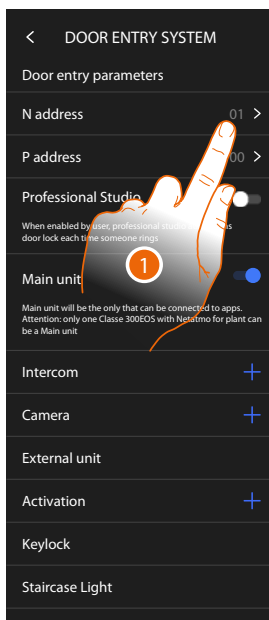 DOOR ENTRY SYSTEM
Door entry parameters
N address 01
P address 00
Professional Studio
When enabled by user, professional
door lock each time someone rings
Main unit
1
Main unit will be the only that can be connected to apps.
Attention: only one Classe 300EOS with Netatmo for plant can
be a Main unit
Intercom
Camera
External unit
Activation
Keylock
Staircase Light